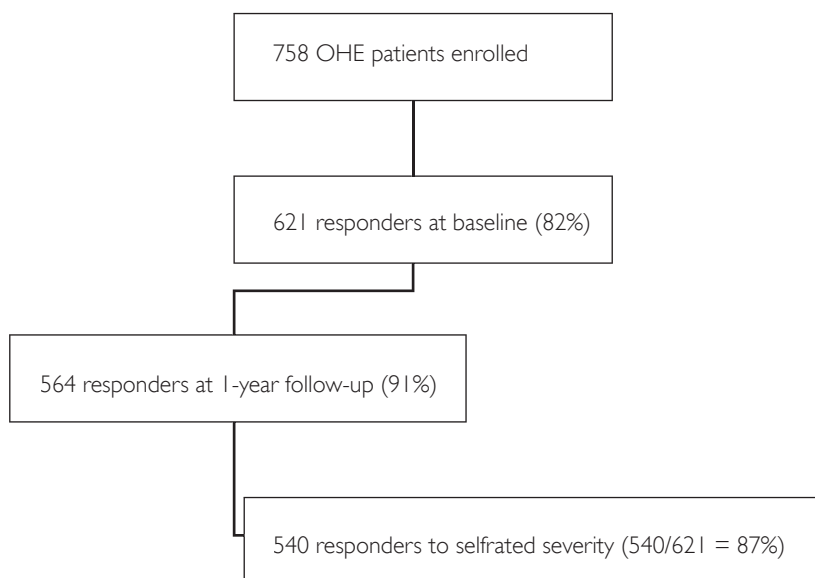 758 OHE patients enrolled
621 responders at baseline (82%)
564 responders at 1-year follow-up (91%)
540 responders to selfrated severity (540/621 = 87%)